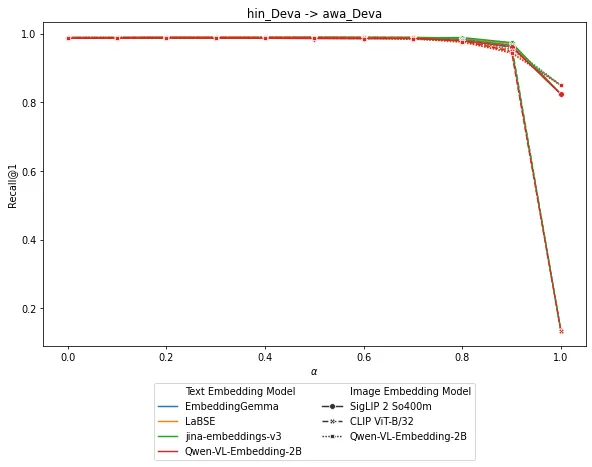 hin_Deva -> awa_Deva
1.0
0.8
0.6
0.4
0.2
Recall@1
0.0 0.2 0.4 0.6 0.8 1.0
α
Text Embedding Model Image Embedding Model
EmbeddingGemma SigLIP 2 So400m
LaBSE CLIP ViT-B/32
jina-embeddings-v3 Qwen-VL-Embedding-2B
Qwen-VL-Embedding-2B